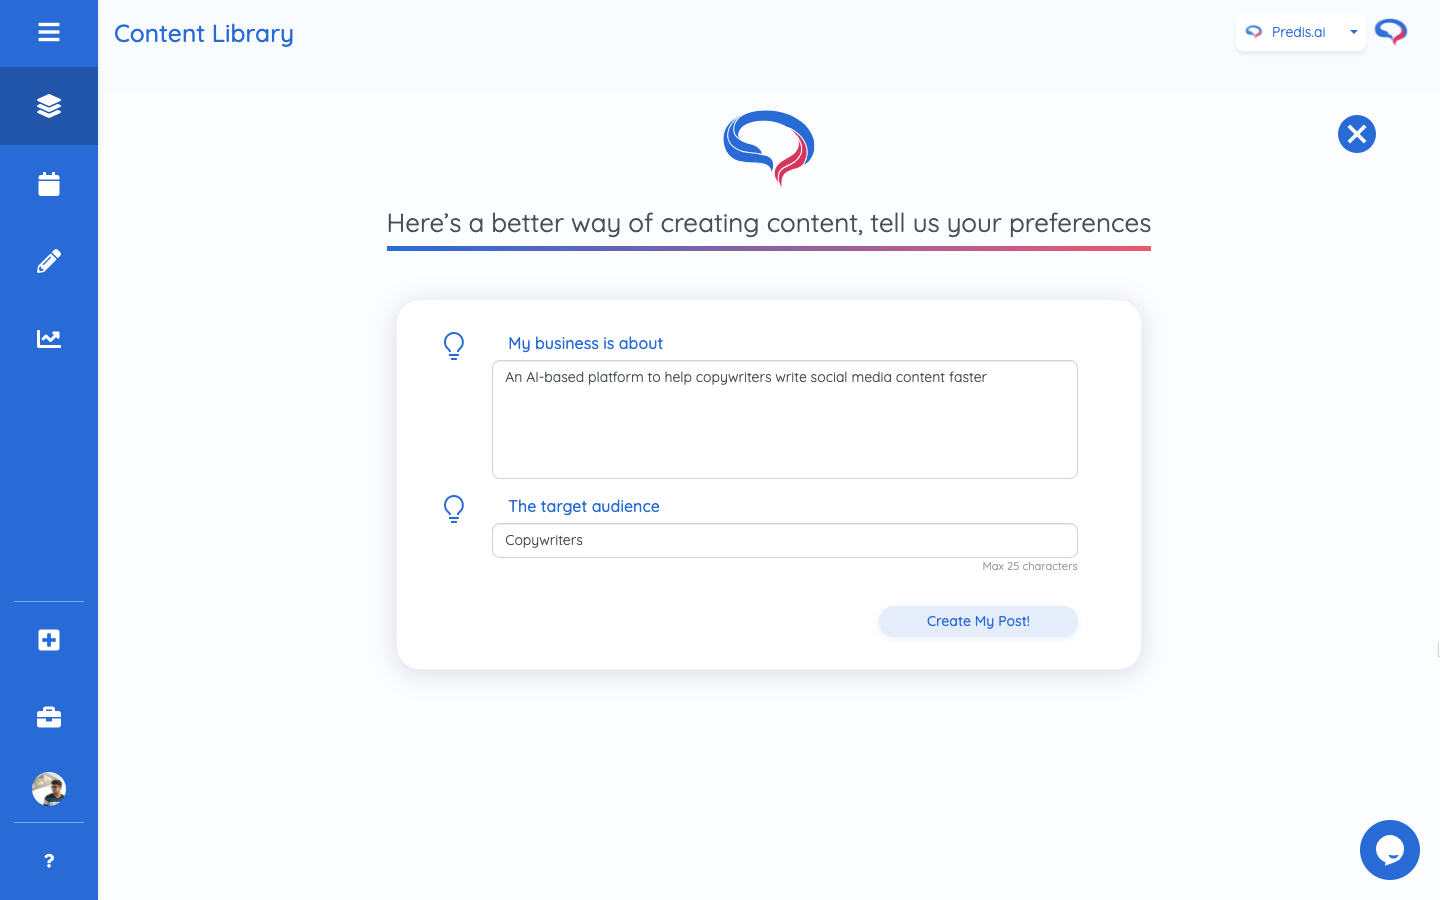 Content Library
Predis.ai
Here’s a better way of creating content, tell us your preferences
My business is about
An AI-based platform to help copywriters write social media content faster
The target audience
Copywriters
Max 25 characters
Create My Post!
?